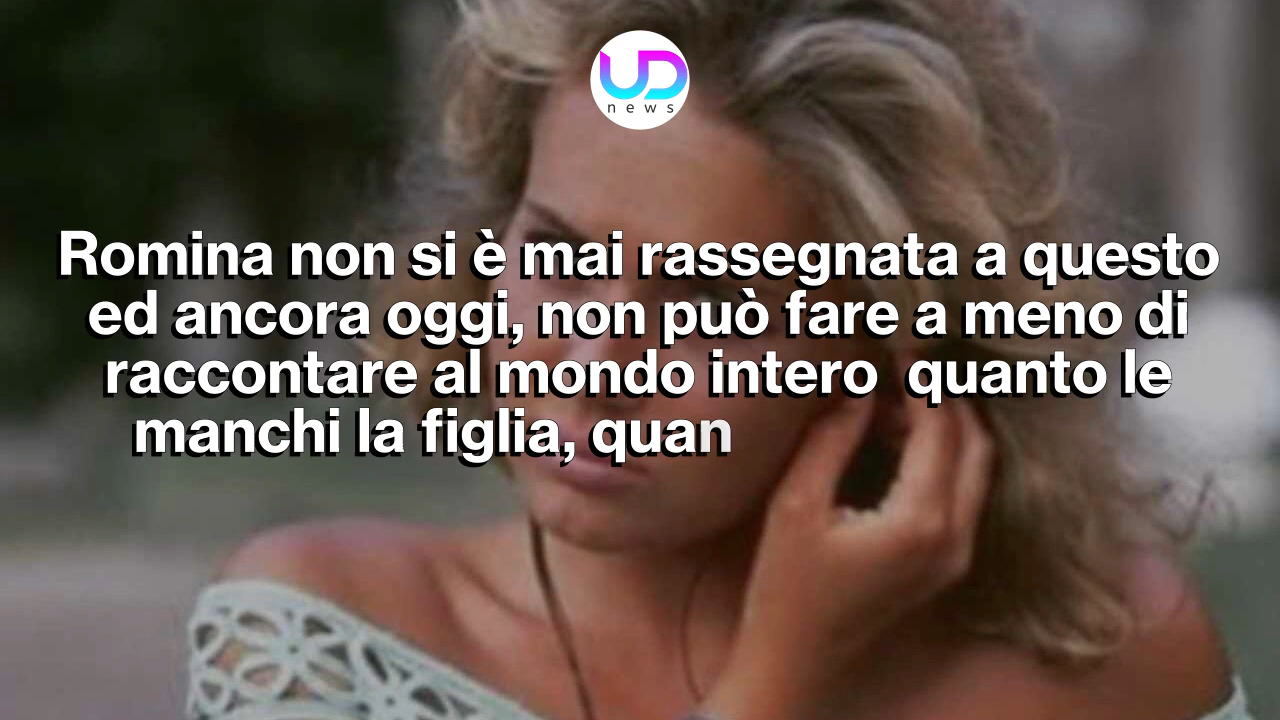 UD
news
Romina non si è mai rassegnata a questo
ed ancora oggi, non può fare a meno di
raccontare al mondo intero quanto le
manchi la figlia, quan